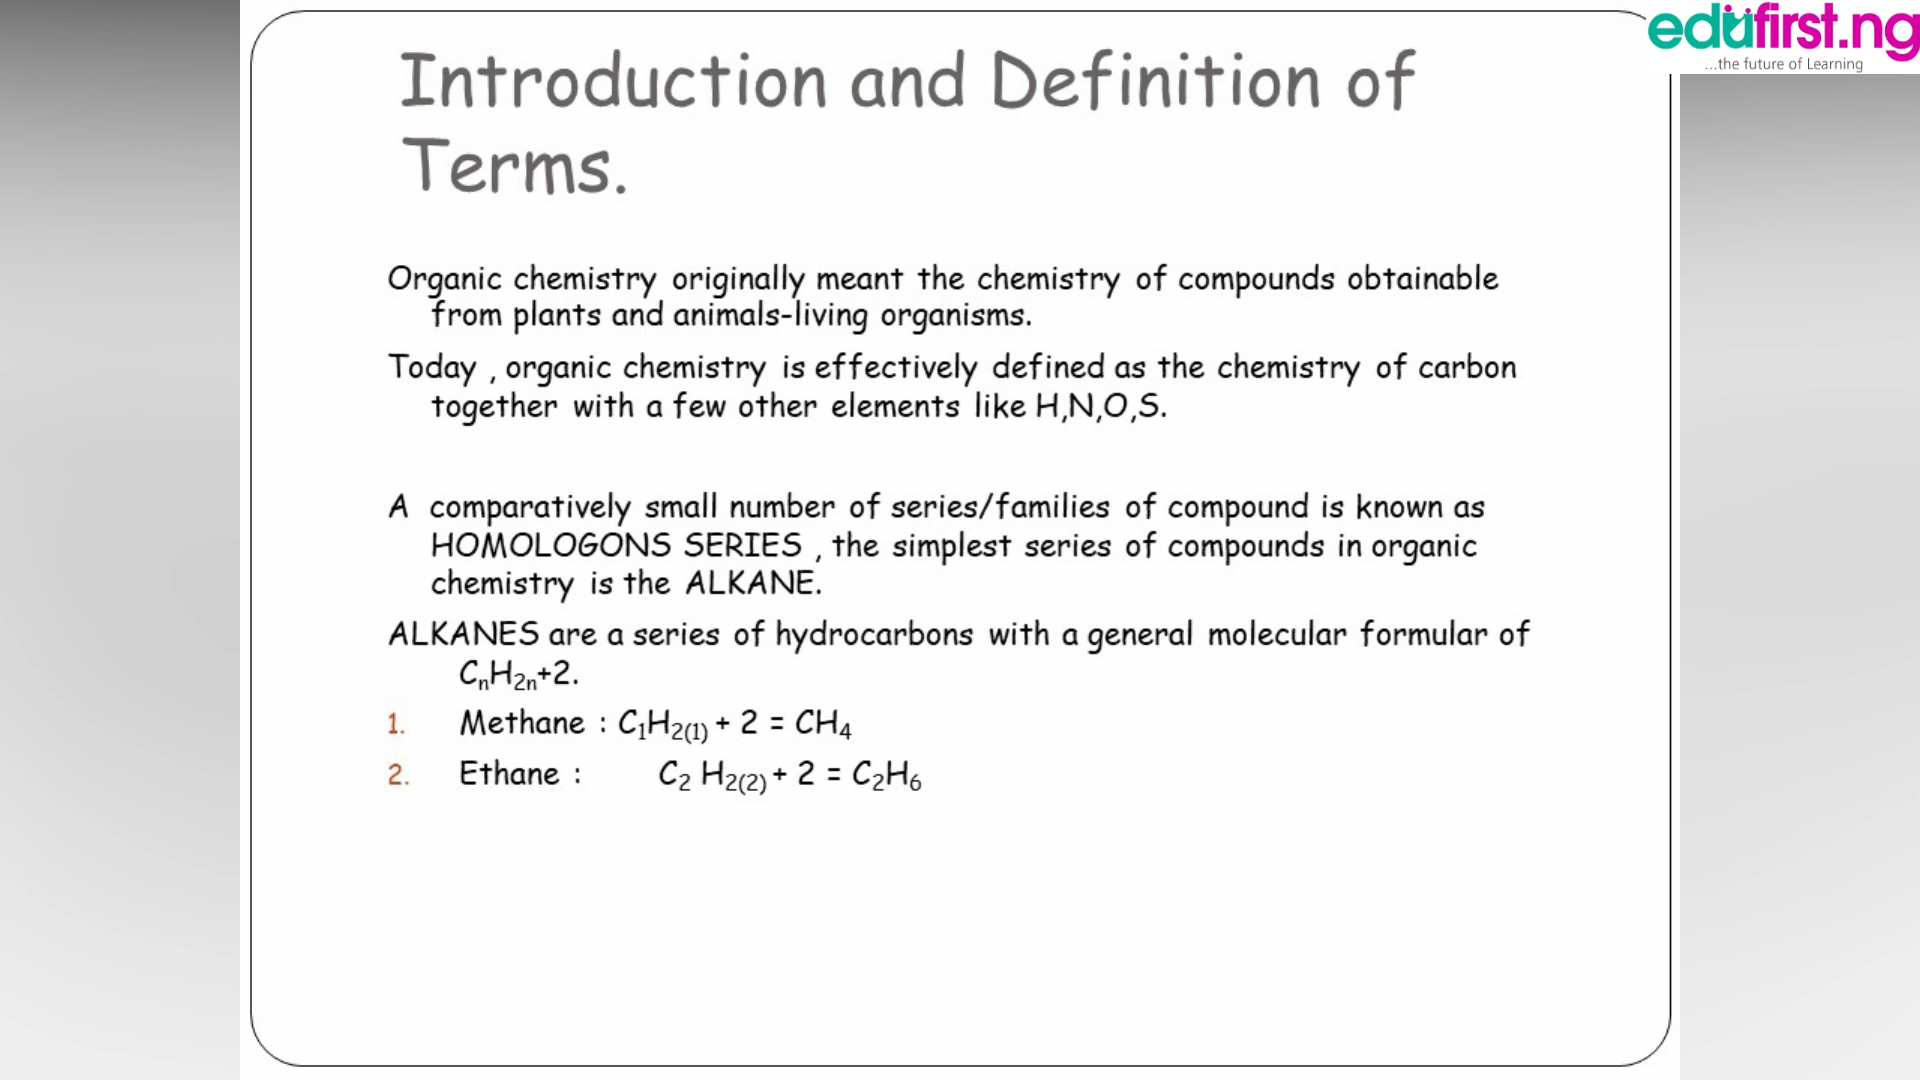 edufirst.ng
...the future of Learning
Introduction and Definition of
Terms.
Organic chemistry originally meant the chemistry of compounds obtainable
from plants and animals-living organisms.
Today , organic chemistry is effectively defined as the chemistry of carbon
together with a few other elements like H,N,O,S.
A comparatively small number of series/families of compound is known as
HOMOLOGONS SERIES , the simplest series of compounds in organic
chemistry is the ALKANE.
ALKANES are a series of hydrocarbons with a general molecular formular of
CₙH₂ₙ+2.
1. Methane : C₁H₂₍₁₎ + 2 = CH₄
2. Ethane : C₂ H₂₍₂₎ + 2 = C₂H₆